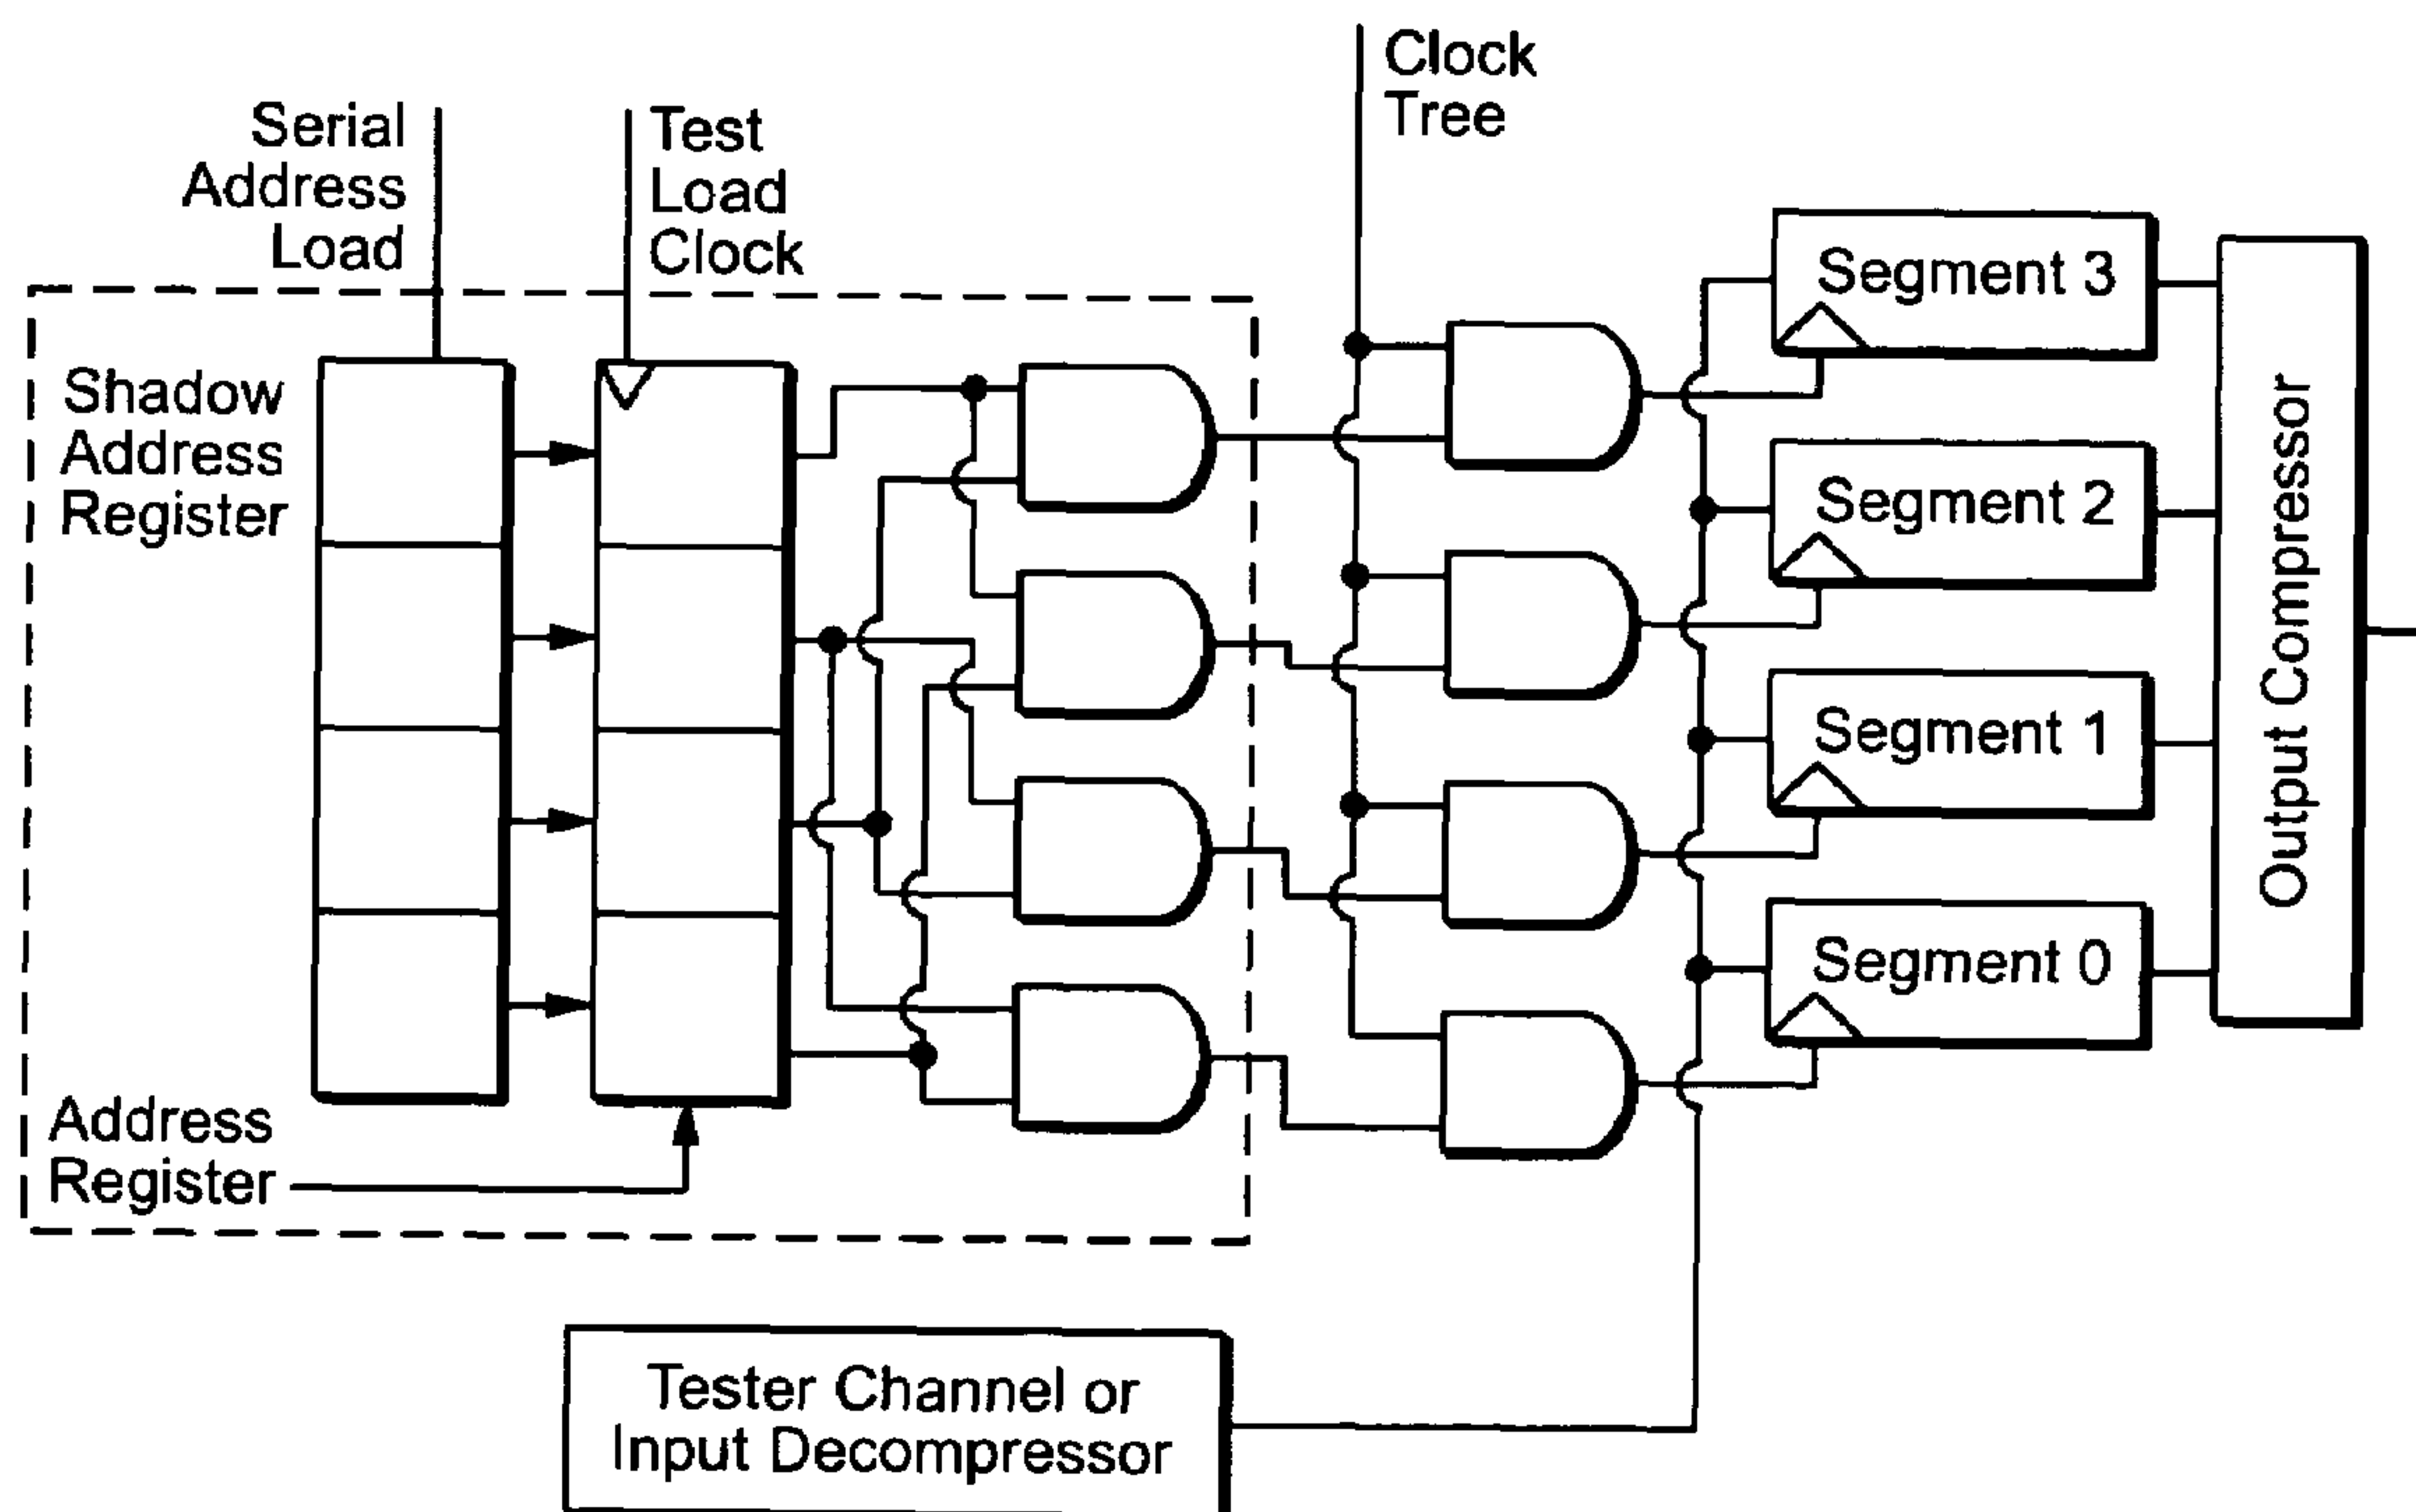 Clock
Tree
Serial
Address
Load
Test
Load
Clock
Shadow
Address
Register
Segment 3
Segment 2
Segment 1
Segment 0
Output Compressor
Address
Register
Tester Channel or
Input Decompressor